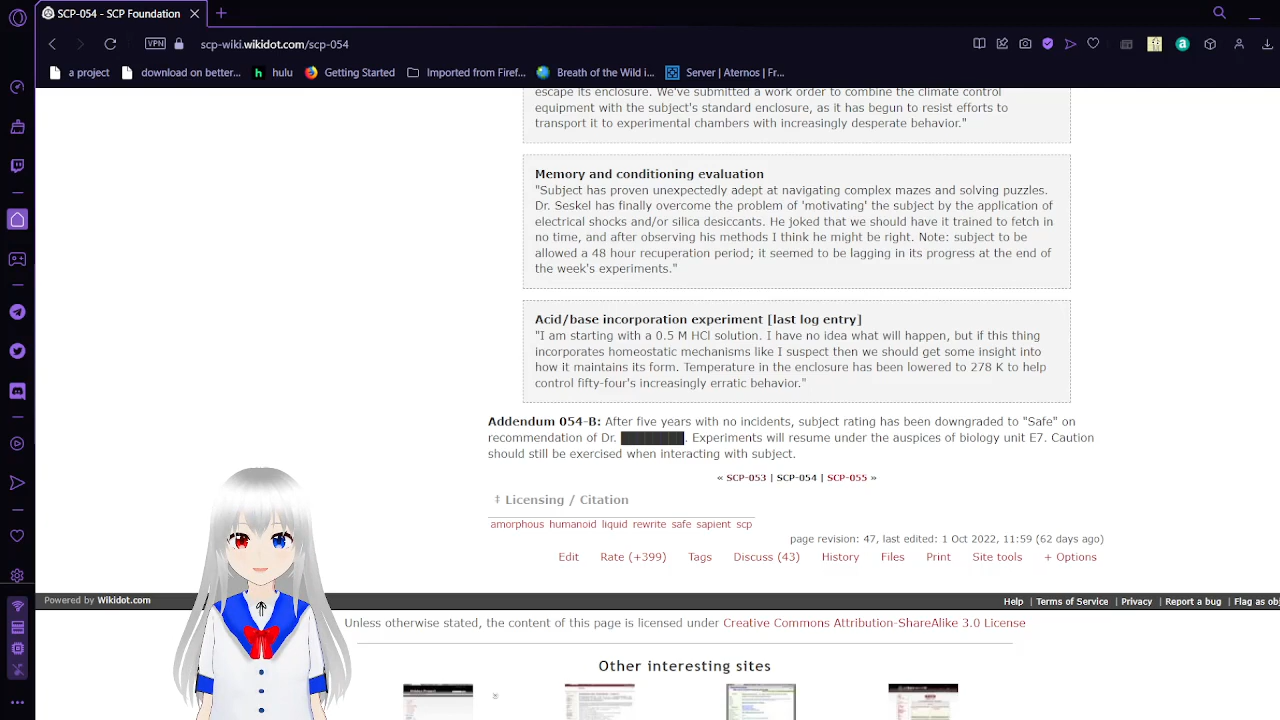 SCP-054 - SCP Foundation
VPN
scp-wiki.wikidot.com/scp-054
a project
download on better...
hulu
Getting Started
Imported from Firef...
Breath of the Wild i...
Server | Aternos | Fr...
escape its enclosure. We've submitted a work order to combine the climate control
equipment with the subject's standard enclosure, as it has begun to resist efforts to
transport it to experimental chambers with increasingly desperate behavior."
Memory and conditioning evaluation
"Subject has proven unexpectedly adept at navigating complex mazes and solving puzzles.
Dr. Seskel has finally overcome the problem of 'motivating' the subject by the application of
electrical shocks and/or silica desiccants. He joked that we should have it trained to fetch in
no time, and after observing his methods I think he might be right. Note: subject to be
allowed a 48 hour recuperation period; it seemed to be lagging in its progress at the end of
the week's experiments."
Acid/base incorporation experiment [last log entry]
"I am starting with a 0.5 M HCl solution. I have no idea what will happen, but if this thing
incorporates homeostatic mechanisms like I suspect then we should get some insight into
how it maintains its form. Temperature in the enclosure has been lowered to 278 K to help
control fifty-four's increasingly erratic behavior."
Addendum 054-B: After five years with no incidents, subject rating has been downgraded to "Safe" on
recommendation of Dr. ████████. Experiments will resume under the auspices of biology unit E7. Caution
should still be exercised when interacting with subject.
« SCP-053 | SCP-054 | SCP-055 »
‡ Licensing / Citation
amorphous humanoid liquid rewrite safe sapient scp
page revision: 47, last edited: 1 Oct 2022, 11:59 (62 days ago)
Edit Rate (+399) Tags Discuss (43) History Files Print Site tools + Options
Powered by Wikidot.com
Help | Terms of Service | Privacy | Report a bug | Flag as obj
Unless otherwise stated, the content of this page is licensed under Creative Commons Attribution-ShareAlike 3.0 License
Other interesting sites